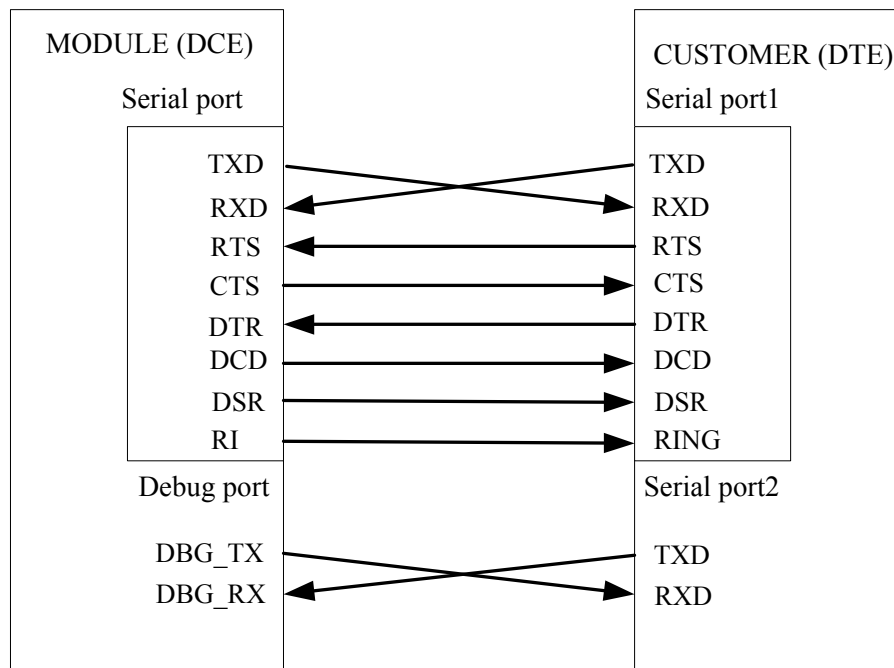 MODULE (DCE)
CUSTOMER (DTE)
Serial port
Serial port1
TXD
TXD
RXD
RXD
RTS
RTS
CTS
CTS
DTR
DTR
DCD
DCD
DSR
DSR
RI
RING
Debug port
Serial port2
DBG_TX
TXD
DBG_RX
RXD